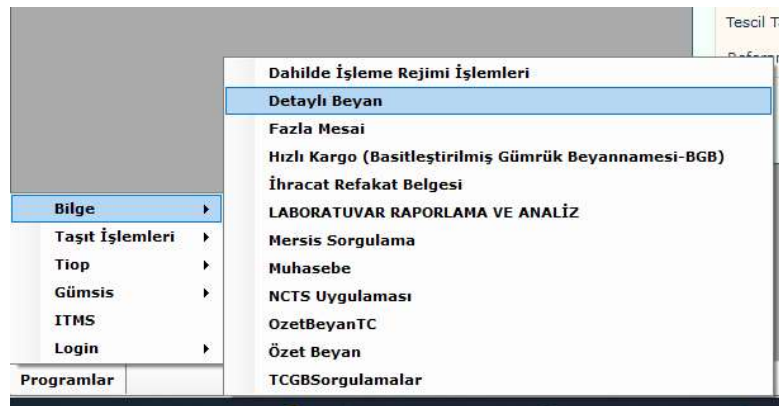 Tescil T
Dahilde İşleme Rejimi İşlemleri
Detaylı Beyan
Fazla Mesai
Hızlı Kargo (Basitleştirilmiş Gümrük Beyannamesi-BGB)
İhracat Refakat Belgesi
LABORATUVAR RAPORLAMA VE ANALİZ
Mersis Sorgulama
Muhasebe
NCTS Uygulaması
OzetBeyanTC
Özet Beyan
TCGBSorgulamalar
Bilge
Taşıt İşlemleri
Tiop
Gümsis
ITMS
Login
Programlar